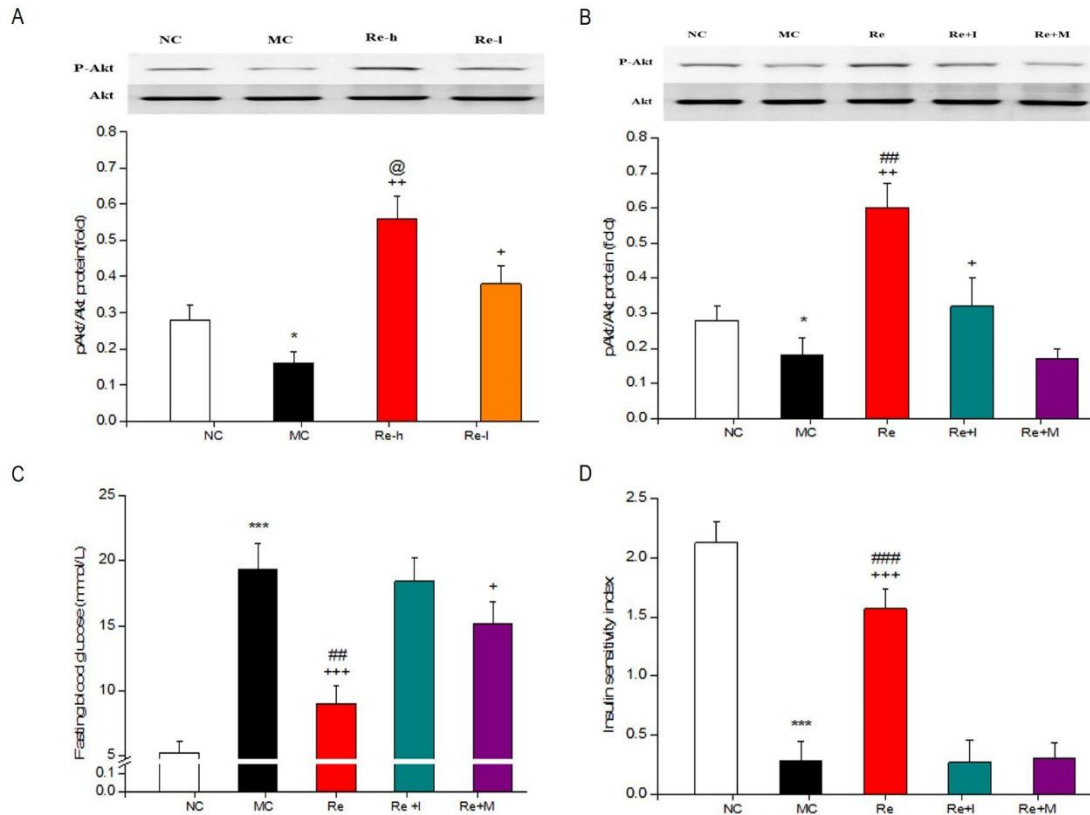 A
NC MC Re-h Re-l
P-Akt
Akt
0.8
0.7
0.6
0.5
0.4
0.3
0.2
0.1
0.0
pAkt/Akt protein(fold)
*
@
++
+
NC MC Re-h Re-l
B
NC MC Re Re+I Re+M
P-Akt
Akt
0.8
0.7
0.6
0.5
0.4
0.3
0.2
0.1
0.0
pAkt/Akt protein (fold)
*
##
++
+
NC MC Re Re+I Re+M
C
25
20
15
10
5
0.1
0.0
Fasting blood glucose (mmol/L)
***
##
+++
+
NC MC Re Re +I Re+M
D
2.5
2.0
1.5
1.0
0.5
0.0
Insulin sensitivity index
***
###
+++
NC MC Re Re+I Re+M